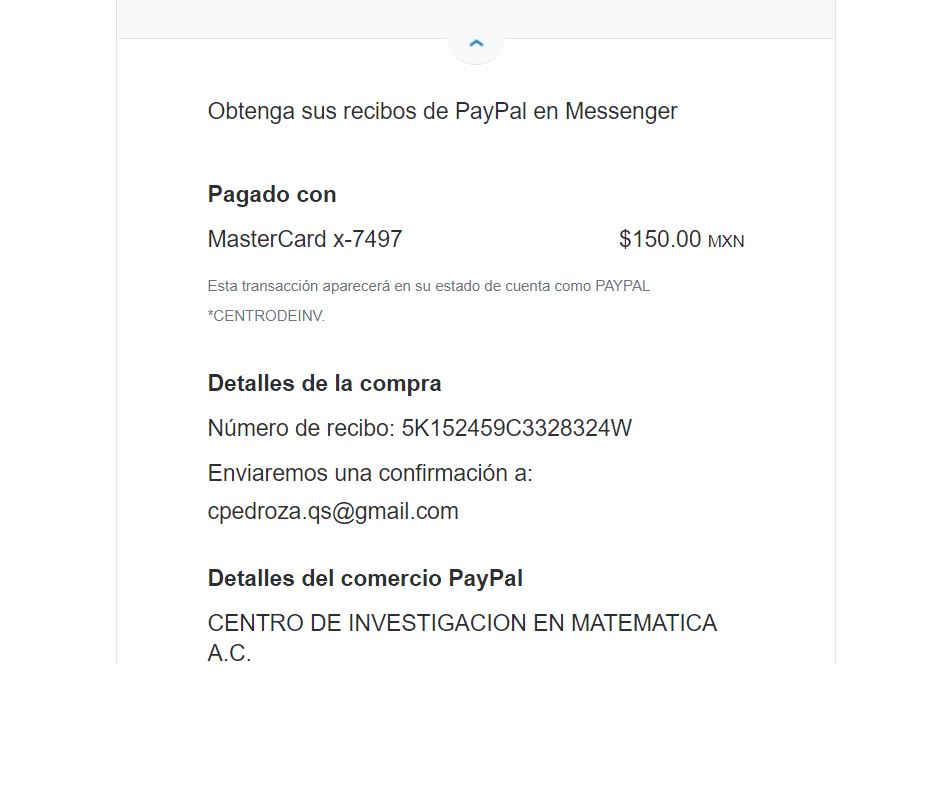 Obtenga sus recibos de PayPal en Messenger
Pagado con
MasterCard x-7497 $150.00 MXN
Esta transacción aparecerá en su estado de cuenta como PAYPAL
*CENTRODEINV.
Detalles de la compra
Número de recibo: 5K152459C3328324W
Enviaremos una confirmación a:
cpedroza.qs@gmail.com
Detalles del comercio PayPal
CENTRO DE INVESTIGACION EN MATEMATICA
A.C.